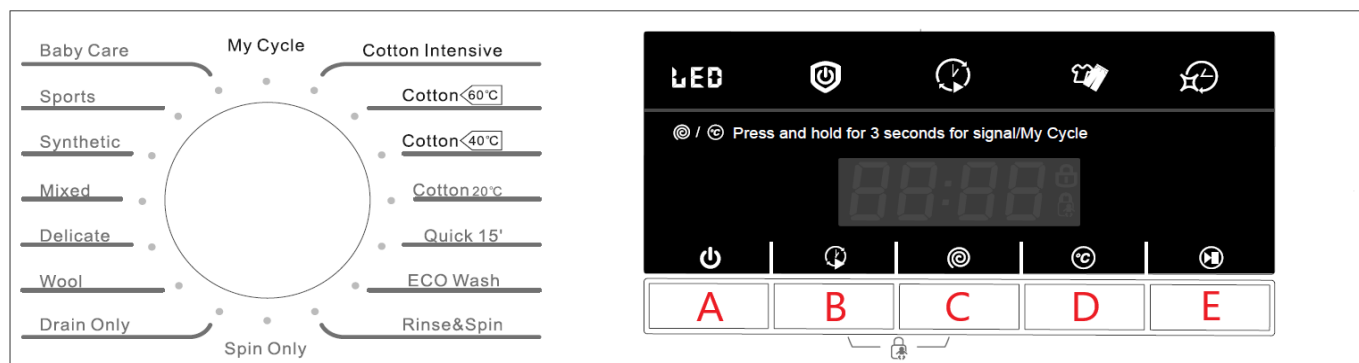 My Cycle
Baby Care
Cotton Intensive
Sports
Cotton 60℃
Synthetic
Cotton 40℃
Mixed
Cotton 20℃
Delicate
Quick 15'
Wool
ECO Wash
Drain Only
Rinse&Spin
Spin Only
LED
/ ℃ Press and hold for 3 seconds for signal/My Cycle
88:88
℃
A B C D E